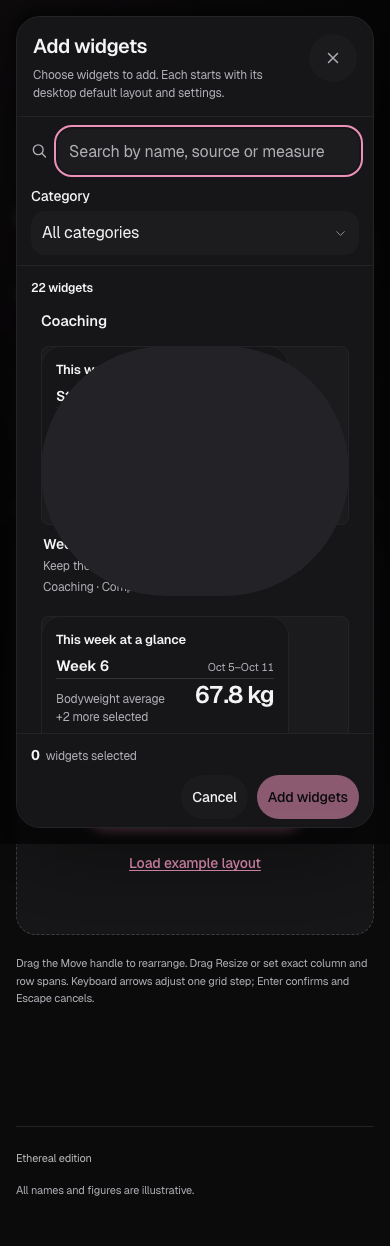 Add widgets
Choose widgets to add. Each starts with its
desktop default layout and settings.
Search by name, source or measure
Category
All categories
22 widgets
Coaching
This
Keep
Coaching ·
This week at a glance
Week 6
Oct 5–Oct 11
Bodyweight average
67.8 kg
+2 more selected
0 widgets selected
Cancel
Add widgets
Load example layout
Drag the Move handle to rearrange. Drag Resize or set exact column and
row spans. Keyboard arrows adjust one grid step; Enter confirms and
Escape cancels.
Ethereal edition
All names and figures are illustrative.